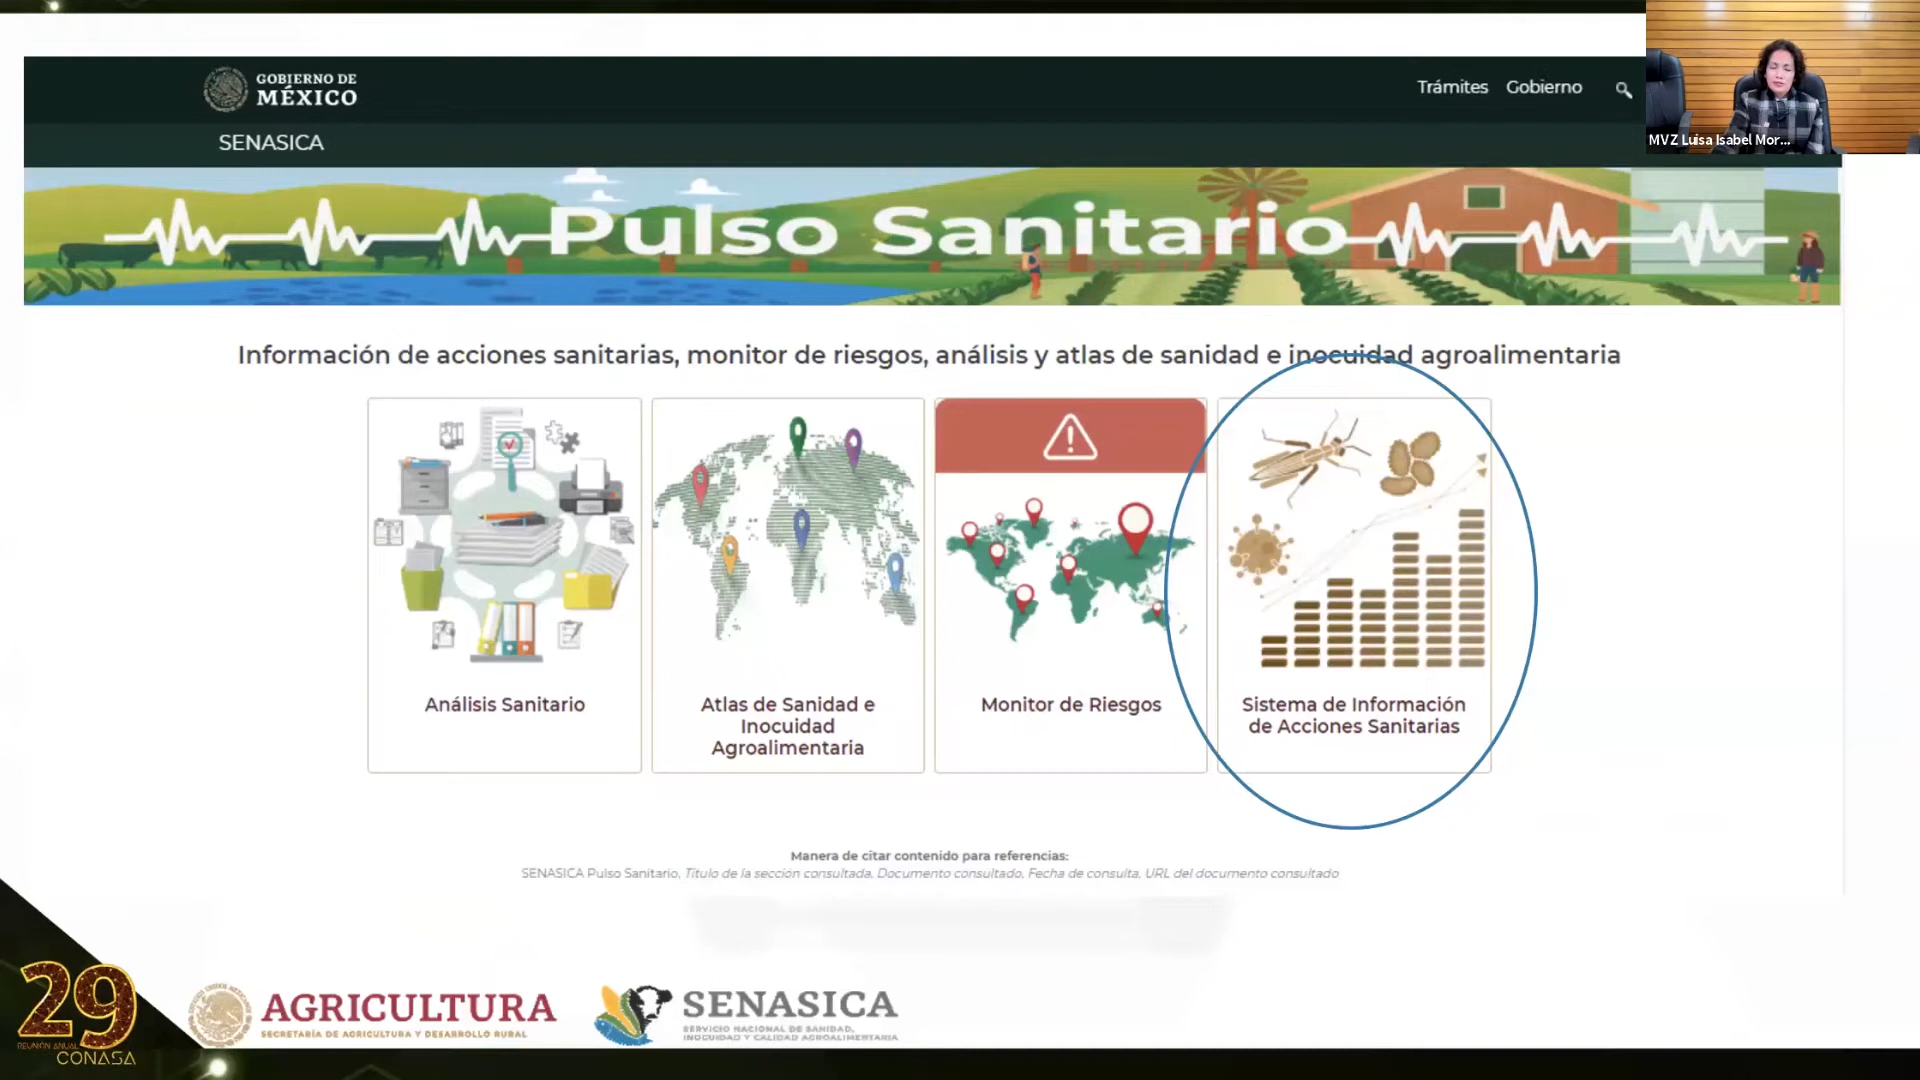 GOBIERNO DE
MÉXICO
Trámites Gobierno
MVZ Luisa Isabel Mor...
SENASICA
Pulso Sanitario
Información de acciones sanitarias, monitor de riesgos, análisis y atlas de sanidad e inocuidad agroalimentaria
Análisis Sanitario
Atlas de Sanidad e
Inocuidad
Agroalimentaria
Monitor de Riesgos
Sistema de Información
de Acciones Sanitarias
Manera de citar contenido para referencias:
SENASICA Pulso Sanitario, Título de la sección consultada, Documento consultado, Fecha de consulta, URL del documento consultado
29
REUNIÓN ANUAL
CONASA
AGRICULTURA
SECRETARÍA DE AGRICULTURA Y DESARROLLO RURAL
SENASICA
SERVICIO NACIONAL DE SANIDAD,
INOCUIDAD Y CALIDAD AGROALIMENTARIA